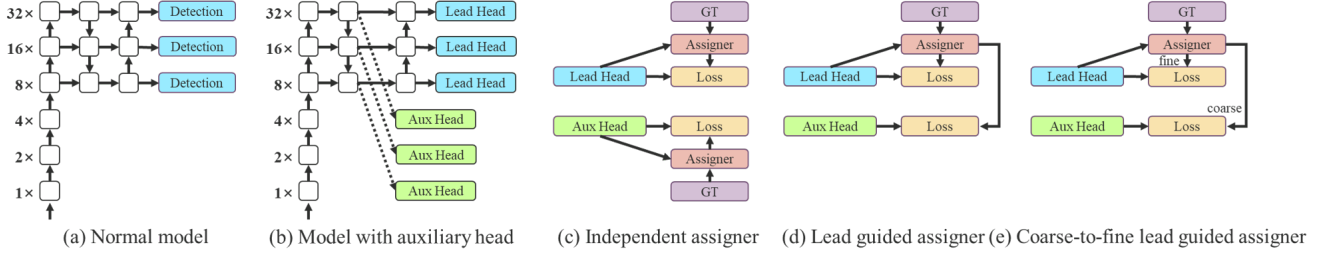 32×
Detection
16×
Detection
8×
Detection
4×
2×
1×
(a) Normal model
32×
Lead Head
16×
Lead Head
8×
Lead Head
4×
Aux Head
2×
Aux Head
1×
Aux Head
(b) Model with auxiliary head
GT
Assigner
Lead Head
Loss
Aux Head
Loss
Assigner
GT
(c) Independent assigner
GT
Assigner
Lead Head
Loss
Aux Head
Loss
(d) Lead guided assigner
GT
Assigner
fine
Lead Head
Loss
coarse
Aux Head
Loss
(e) Coarse-to-fine lead guided assigner